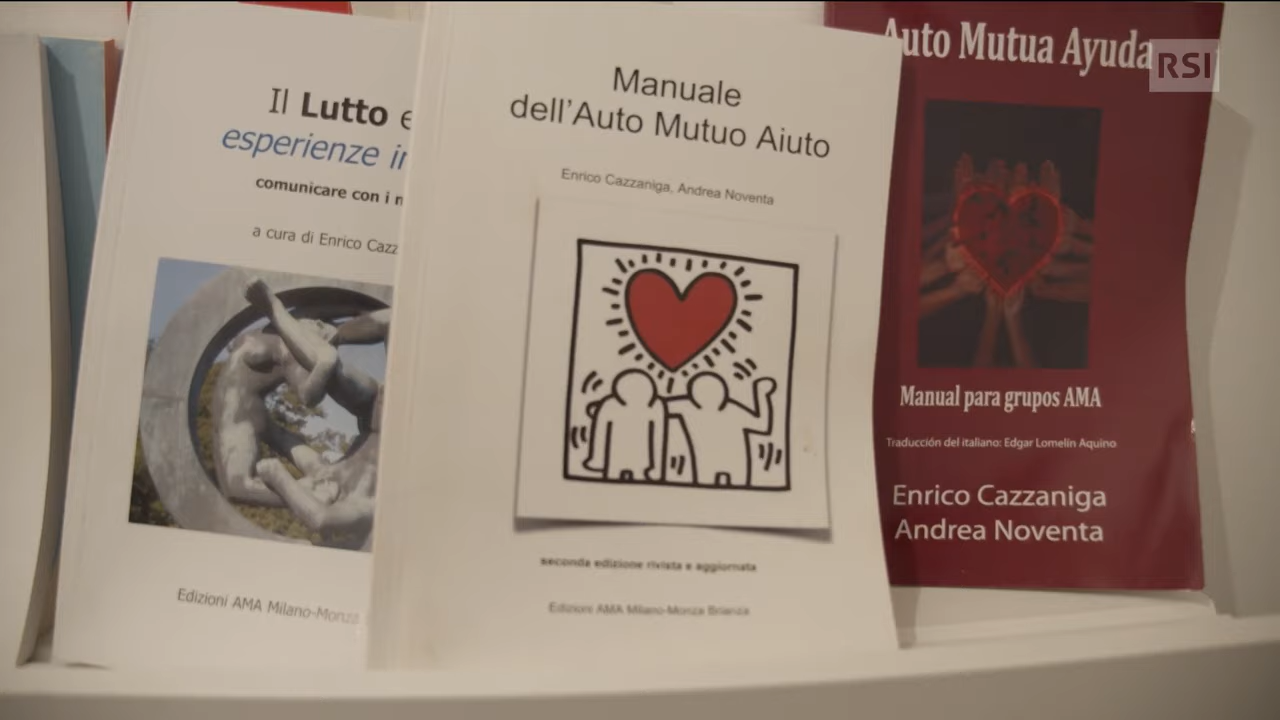 Il Lutto e
esperienze in
comunicare con i
a cura di Enrico Cazz
Edizioni AMA Milano-Monza
Manuale
dell'Auto Mutuo Aiuto
Enrico Cazzaniga, Andrea Noventa
seconda edizione rivista e aggiornata
Edizioni AMA Milano-Monza Brianza
Auto Mutua Ayuda
Manual para grupos AMA
Traducción del italiano: Edgar Lomelín Aquino
Enrico Cazzaniga
Andrea Noventa
RSI